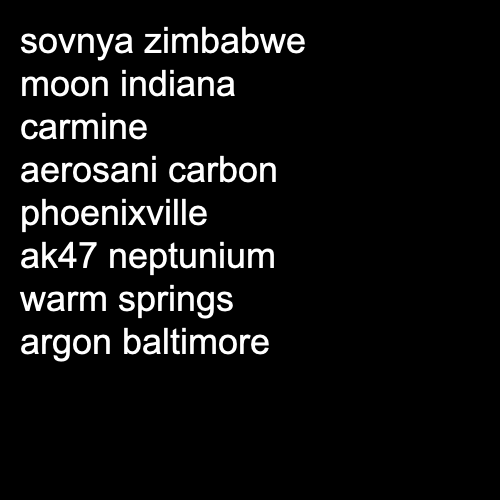 sovnya zimbabwe
moon indiana
carmine
aerosani carbon
phoenixville
ak47 neptunium
warm springs
argon baltimore